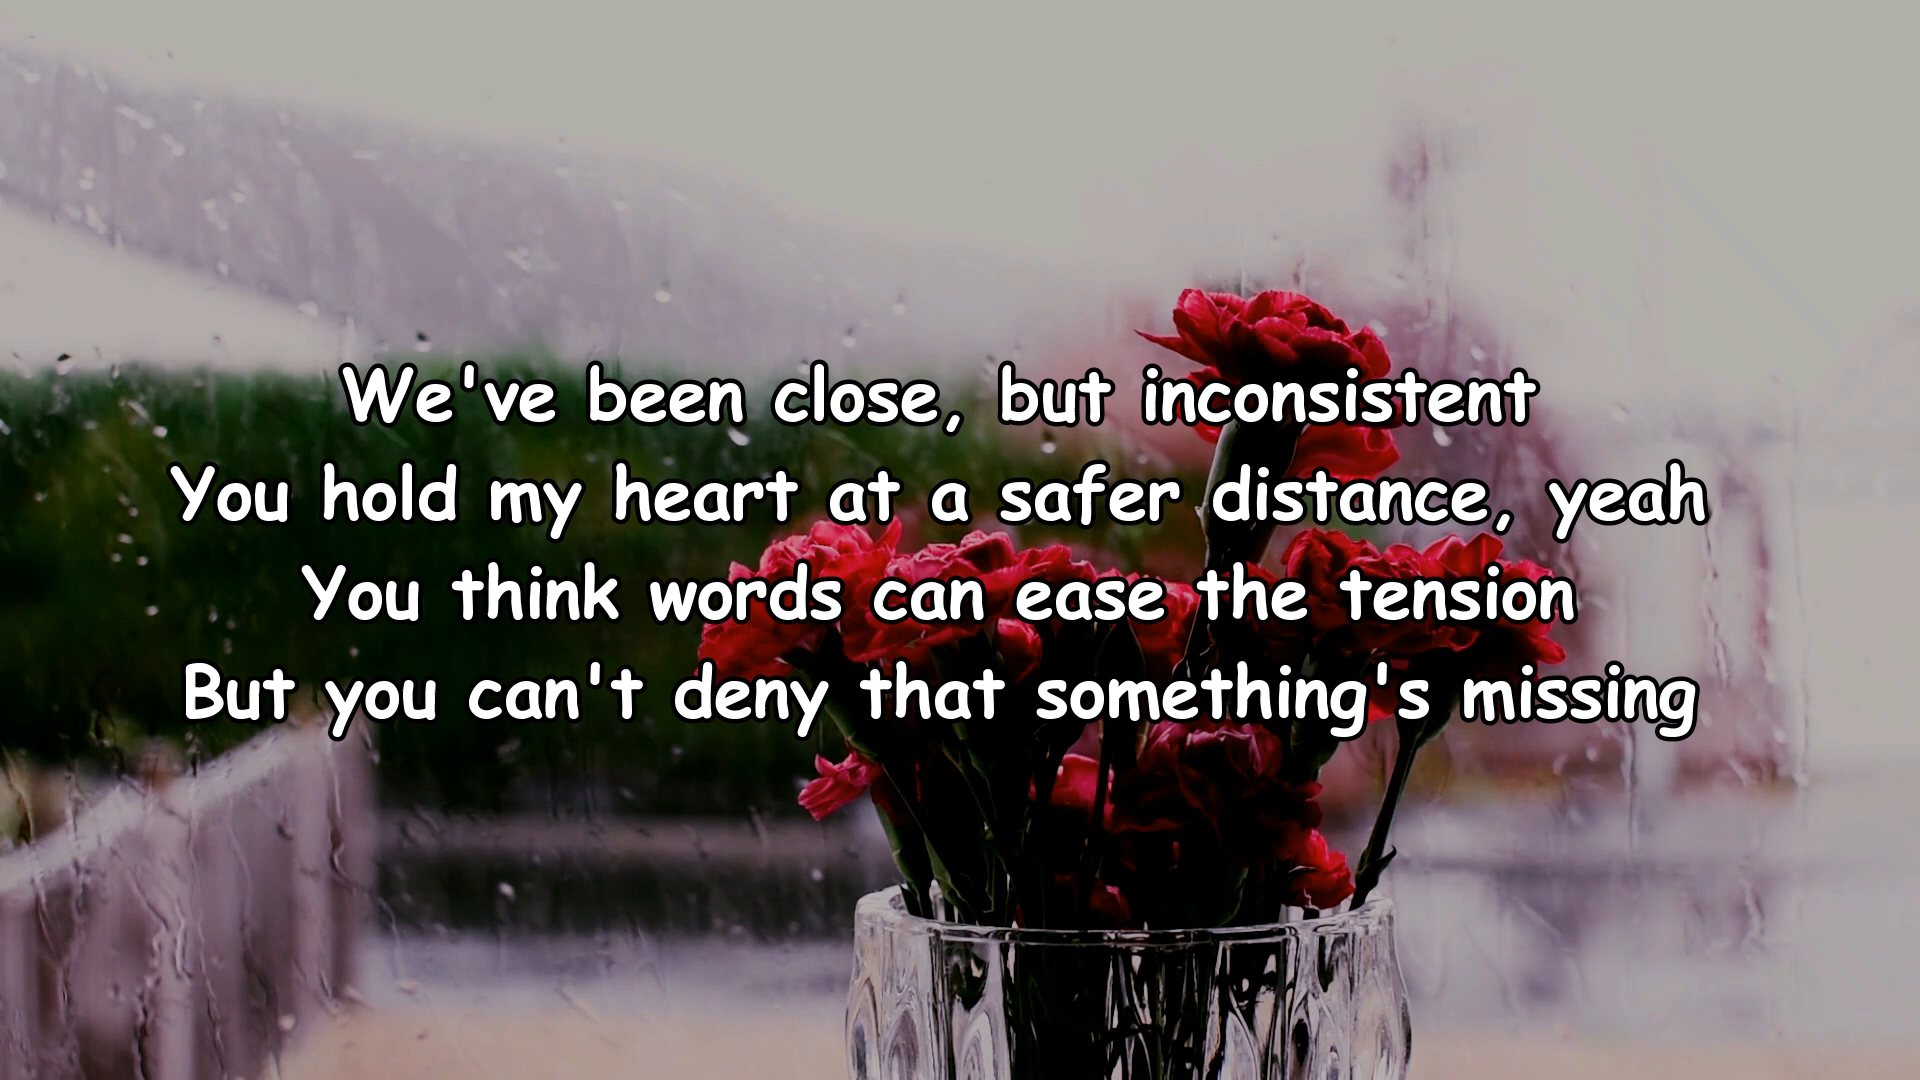 We've been close, but inconsistent
You hold my heart at a safer distance, yeah
You think words can ease the tension
But you can't deny that something's missing